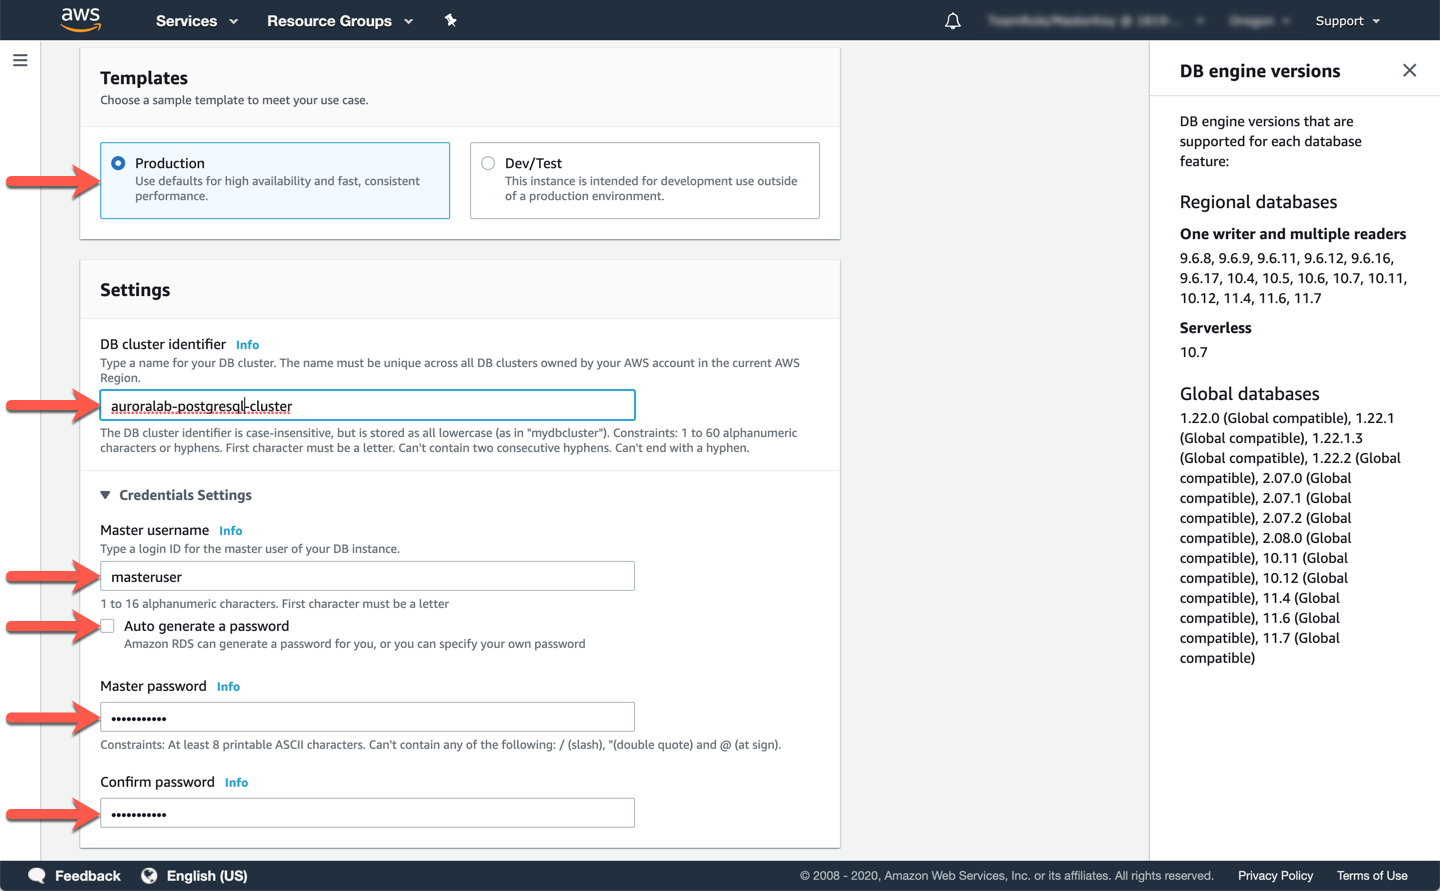 aws
Services
Resource Groups
Support
Templates
Choose a sample template to meet your use case.
Production
Use defaults for high availability and fast, consistent
performance.
Dev/Test
This instance is intended for development use outside
of a production environment.
Settings
DB cluster identifier Info
Type a name for your DB cluster. The name must be unique across all DB clusters owned by your AWS account in the current AWS
Region.
auroralab-postgresql-cluster
The DB cluster identifier is case-insensitive, but is stored as all lowercase (as in "mydbcluster"). Constraints: 1 to 60 alphanumeric
characters or hyphens. First character must be a letter. Can't contain two consecutive hyphens. Can't end with a hyphen.
Credentials Settings
Master username Info
Type a login ID for the master user of your DB instance.
masteruser
1 to 16 alphanumeric characters. First character must be a letter
Auto generate a password
Amazon RDS can generate a password for you, or you can specify your own password
Master password Info
•••••••••••
Constraints: At least 8 printable ASCII characters. Can't contain any of the following: / (slash), "(double quote) and @ (at sign).
Confirm password Info
•••••••••••
DB engine versions
DB engine versions that are
supported for each database
feature:
Regional databases
One writer and multiple readers
9.6.8, 9.6.9, 9.6.11, 9.6.12, 9.6.16,
9.6.17, 10.4, 10.5, 10.6, 10.7, 10.11,
10.12, 11.4, 11.6, 11.7
Serverless
10.7
Global databases
1.22.0 (Global compatible), 1.22.1
(Global compatible), 1.22.1.3
(Global compatible), 1.22.2 (Global
compatible), 2.07.0 (Global
compatible), 2.07.1 (Global
compatible), 2.07.2 (Global
compatible), 2.08.0 (Global
compatible), 10.11 (Global
compatible), 10.12 (Global
compatible), 11.4 (Global
compatible), 11.6 (Global
compatible), 11.7 (Global
compatible)
Feedback
English (US)
© 2008 - 2020, Amazon Web Services, Inc. or its affiliates. All rights reserved.
Privacy Policy
Terms of Use